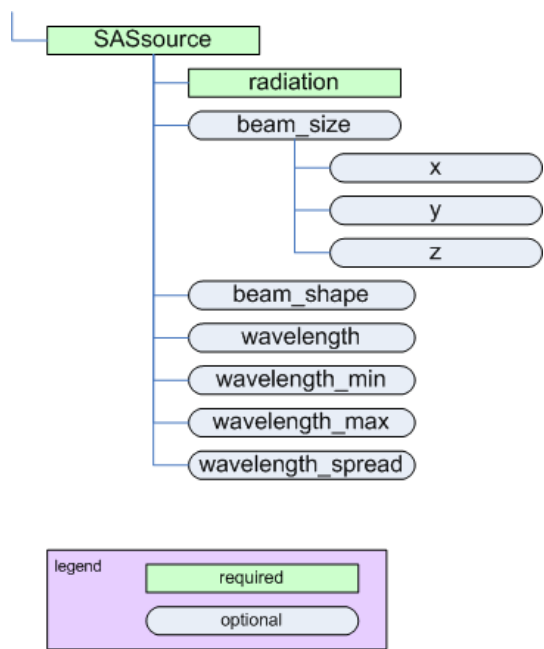 SASsource
radiation
beam_size
x
y
z
beam_shape
wavelength
wavelength_min
wavelength_max
wavelength_spread
legend
required
optional